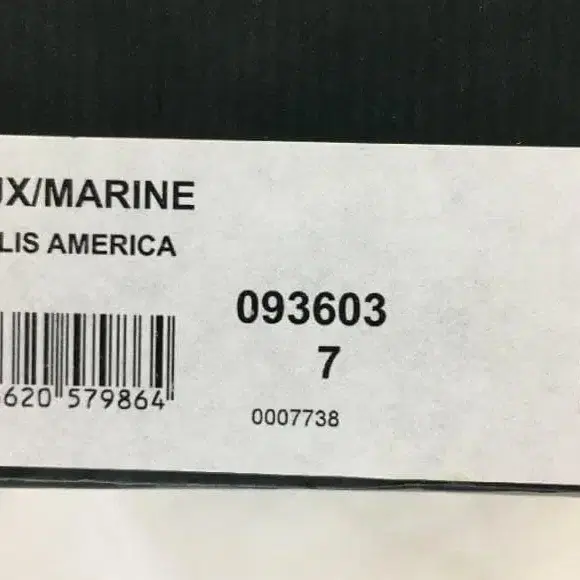 UX/MARINE
LIS AMERICA
093603
7
620 579864
0007738